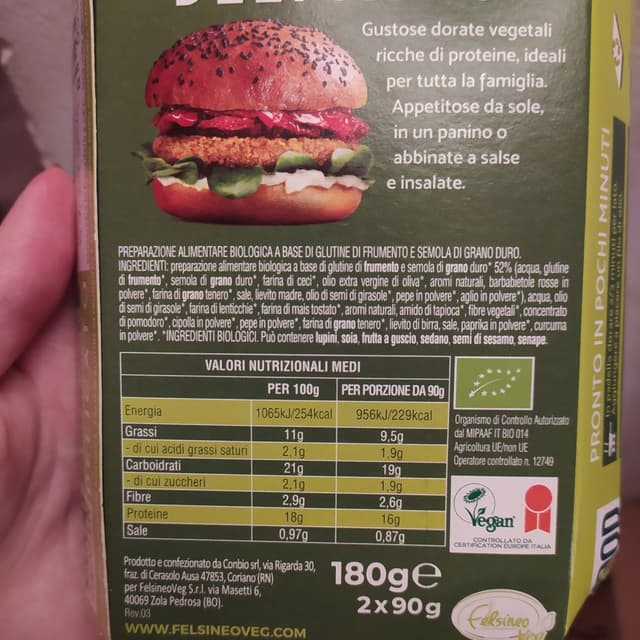 Gustose dorate vegetali
ricche di proteine, ideali
per tutta la famiglia.
Appetitose da sole,
in un panino o
abbinate a salse
e insalate.
PREPARAZIONE ALIMENTARE BIOLOGICA A BASE DI GLUTINE DI FRUMENTO E SEMOLA DI GRANO DURO.
INGREDIENTI: preparazione alimentare biologica a base di glutine di frumento e semola di grano duro* 52% (acqua, glutine
di frumento*, semola di grano duro*, farina di ceci*, olio extra vergine di oliva*, aromi naturali, barbabietole rosse in
polvere*, farina di grano tenero*, sale, lievito madre, olio di semi di girasole*, pepe in polvere*, aglio in polvere*), acqua, olio
di semi di girasole*, farina di lenticchie*, farina di mais tostato*, aromi naturali, amido di tapioca*, fibre vegetali*, concentrato
di pomodoro*, cipolla in polvere*, pepe in polvere*, farina di grano tenero*, lievito di birra, sale, paprika in polvere*, curcuma
in polvere*. *INGREDIENTI BIOLOGICI. Può contenere lupini, soia, frutta a guscio, sedano, semi di sesamo, senape.
VALORI NUTRIZIONALI MEDI
PER 100g PER PORZIONE DA 90g
Energia 1065kJ/254kcal 956kJ/229kcal
Grassi 11g 9,5g
- di cui acidi grassi saturi 2,1g 1,9g
Carboidrati 21g 19g
- di cui zuccheri 2,1g 1,9g
Fibre 2,9g 2,6g
Proteine 18g 16g
Sale 0,97g 0,87g
Organismo di Controllo Autorizzato
dal MIPAAF IT BIO 014
Agricoltura UE/non UE
Operatore controllato n. 12749
Vegan
CONTROLLATO DA
CERTIFICATION EUROPE ITALIA
Prodotto e confezionato da Conbio srl, via Rigarda 30,
fraz. di Cerasolo Ausa 47853, Coriano (RN)
per FelsineoVeg S.r.l. via Masetti 6,
40069 Zola Pedrosa (BO).
Rev.03
WWW.FELSINEOVEG.COM
180g e
2x90g
Felsineo
PRONTO IN POCHI MINUTI